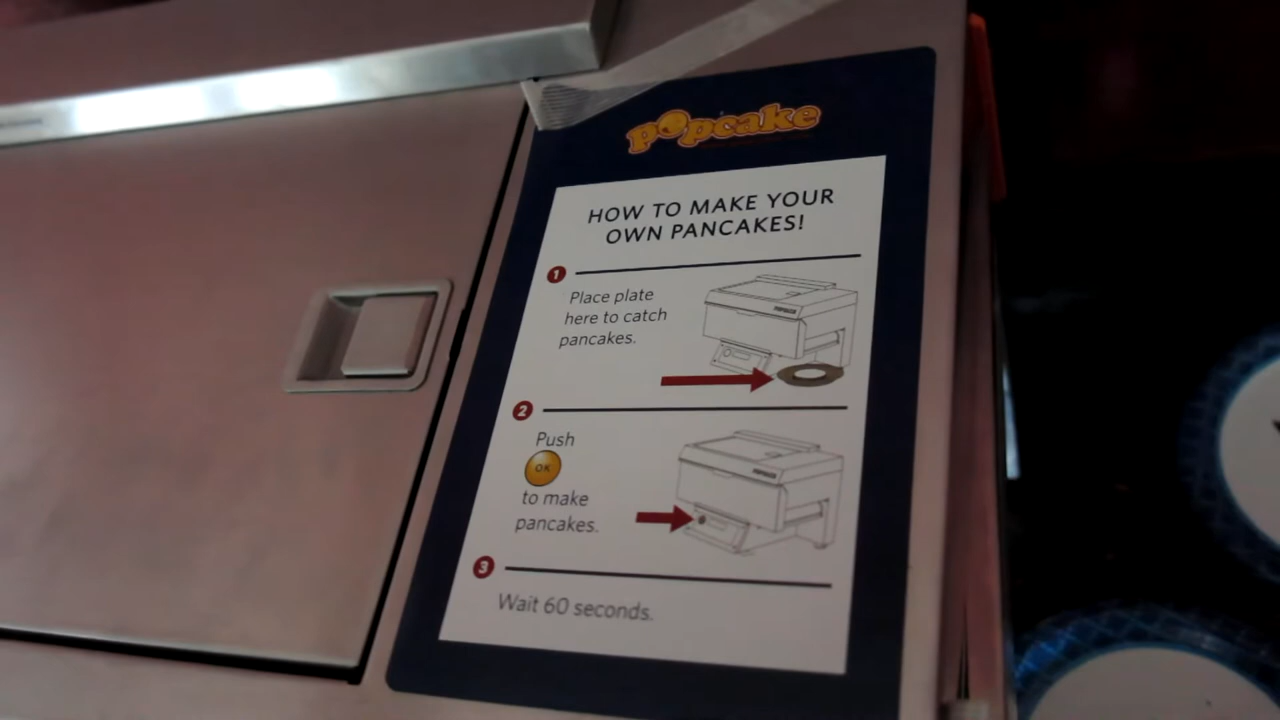 popcake
HOW TO MAKE YOUR
OWN PANCAKES!
1
Place plate
here to catch
pancakes.
2
Push
OK
to make
pancakes.
3
Wait 60 seconds.